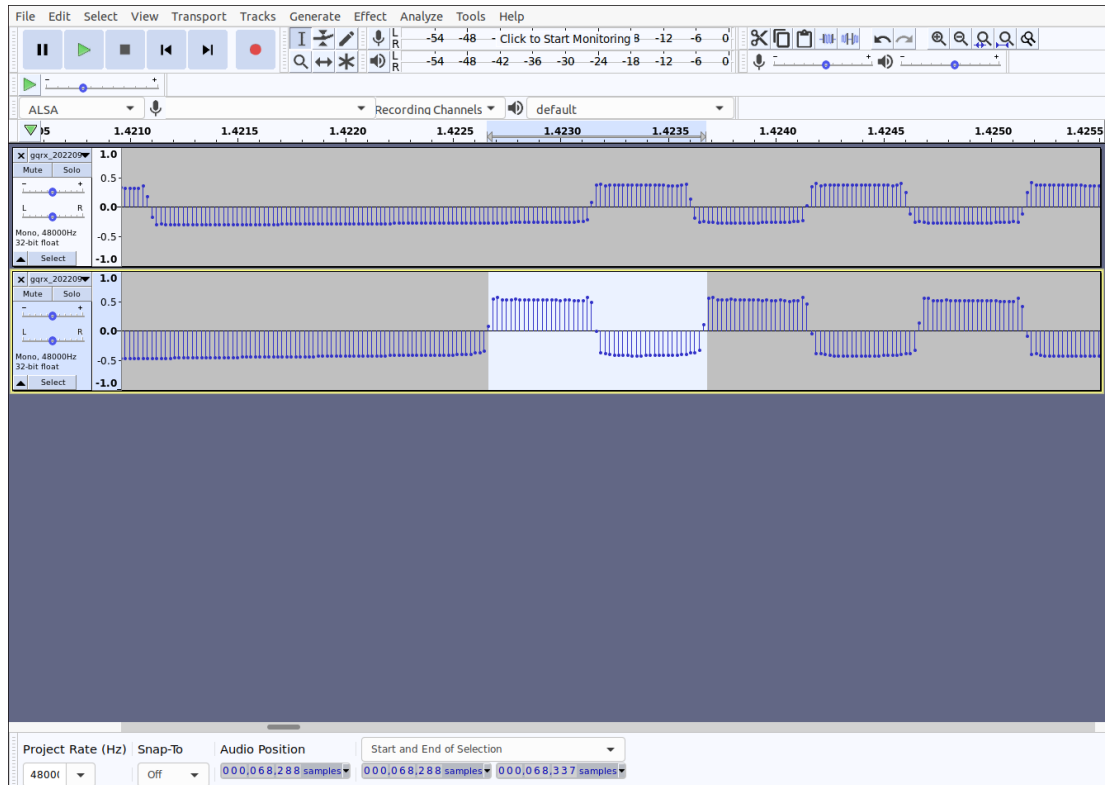 File Edit Select View Transport Tracks Generate Effect Analyze Tools Help
L R -54 -48 - Click to Start Monitoring 8 -12 -6 0
L R -54 -48 -42 -36 -30 -24 -18 -12 -6 0
- +
ALSA Recording Channels default
1.4210 1.4215 1.4220 1.4225 1.4230 1.4235 1.4240 1.4245 1.4250 1.4255
gqrx_202209
Mute Solo
- +
L R
Mono, 48000Hz
32-bit float
Select
1.0
0.5
0.0
-0.5
-1.0
gqrx_202209
Mute Solo
- +
L R
Mono, 48000Hz
32-bit float
Select
1.0
0.5
0.0
-0.5
-1.0
Project Rate (Hz) Snap-To Audio Position Start and End of Selection
Off 000,068,288 samples 000,068,288 samples 000,068,337 samples